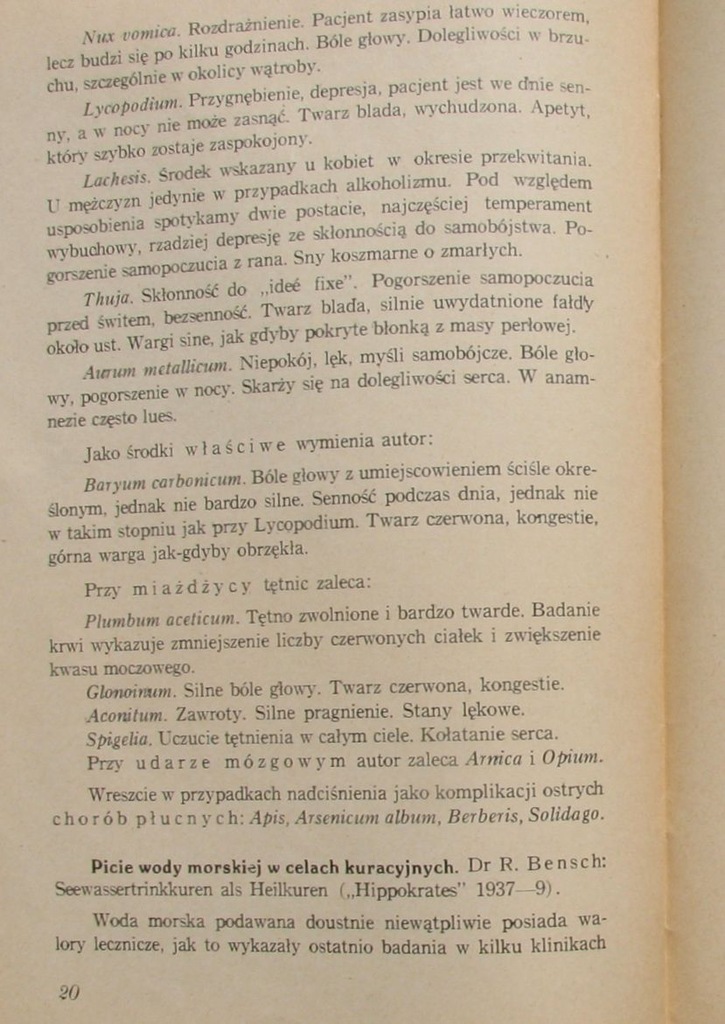 Nux vomica. Rozdrażnienie. Pacjent zasypia łatwo wieczorem,
lecz budzi się po kilku godzinach. Bóle głowy. Dolegliwości w brzu-
chu, szczególnie w okolicy wątroby.
Lycopodium. Przygnębienie, depresja, pacjent jest we dnie sen-
ny, a w nocy nie może zasnąć. Twarz blada, wychudzona. Apetyt,
który szybko zostaje zaspokojony.
Lachesis. Środek wskazany u kobiet w okresie przekwitania.
U mężczyzn jedynie w przypadkach alkoholizmu. Pod względem
usposobienia spotykamy dwie postacie, najczęściej temperament
wybuchowy, rzadziej depresję ze skłonnością do samobójstwa. Po-
gorszenie samopoczucia z rana. Sny koszmarne o zmarłych.
Thuja. Skłonność do „ideé fixe". Pogorszenie samopoczucia
przed świtem, bezsenność. Twarz blada, silnie uwydatnione fałdy
około ust. Wargi sine, jak gdyby pokryte błonką z masy perłowej.
Aurum metallicum. Niepokój, lęk, myśli samobójcze. Bóle gło-
wy, pogorszenie w nocy. Skarży się na dolegliwości serca. W anam-
nezie często lues.
Jako środki właściwe wymienia autor:
Baryum carbonicum. Bóle głowy z umiejscowieniem ściśle okre-
ślonym, jednak nie bardzo silne. Senność podczas dnia, jednak nie
w takim stopniu jak przy Lycopodium. Twarz czerwona, kongestie,
górna warga jak-gdyby obrzękła.
Przy miażdżycy tętnic zaleca:
Plumbum aceticum. Tętno zwolnione i bardzo twarde. Badanie
krwi wykazuje zmniejszenie liczby czerwonych ciałek i zwiększenie
kwasu moczowego.
Glonoinum. Silne bóle głowy. Twarz czerwona, kongestie.
Aconitum. Zawroty. Silne pragnienie. Stany lękowe.
Spigelia. Uczucie tętnienia w całym ciele. Kołatanie serca.
Przy udarze mózgowym autor zaleca Arnica i Opium.
Wreszcie w przypadkach nadciśnienia jako komplikacji ostrych
chorób płucnych: Apis, Arsenicum album, Berberis, Solidago.
Picie wody morskiej w celach kuracyjnych. Dr R. Bensch:
Seewassertrinkkuren als Heilkuren („Hippokrates" 1937—9).
Woda morska podawana doustnie niewątpliwie posiada wa-
lory lecznicze, jak to wykazały ostatnio badania w kilku klinikach
20